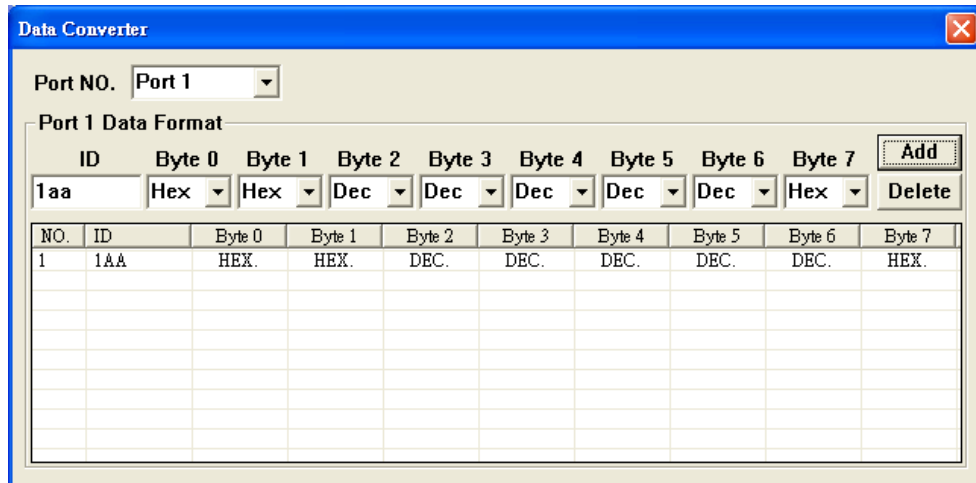 Data Converter
Port NO. Port 1
Port 1 Data Format
ID Byte 0 Byte 1 Byte 2 Byte 3 Byte 4 Byte 5 Byte 6 Byte 7 Add
1aa Hex Hex Dec Dec Dec Dec Dec Hex Delete
NO. ID Byte 0 Byte 1 Byte 2 Byte 3 Byte 4 Byte 5 Byte 6 Byte 7
1 1AA HEX. HEX. DEC. DEC. DEC. DEC. DEC. HEX.